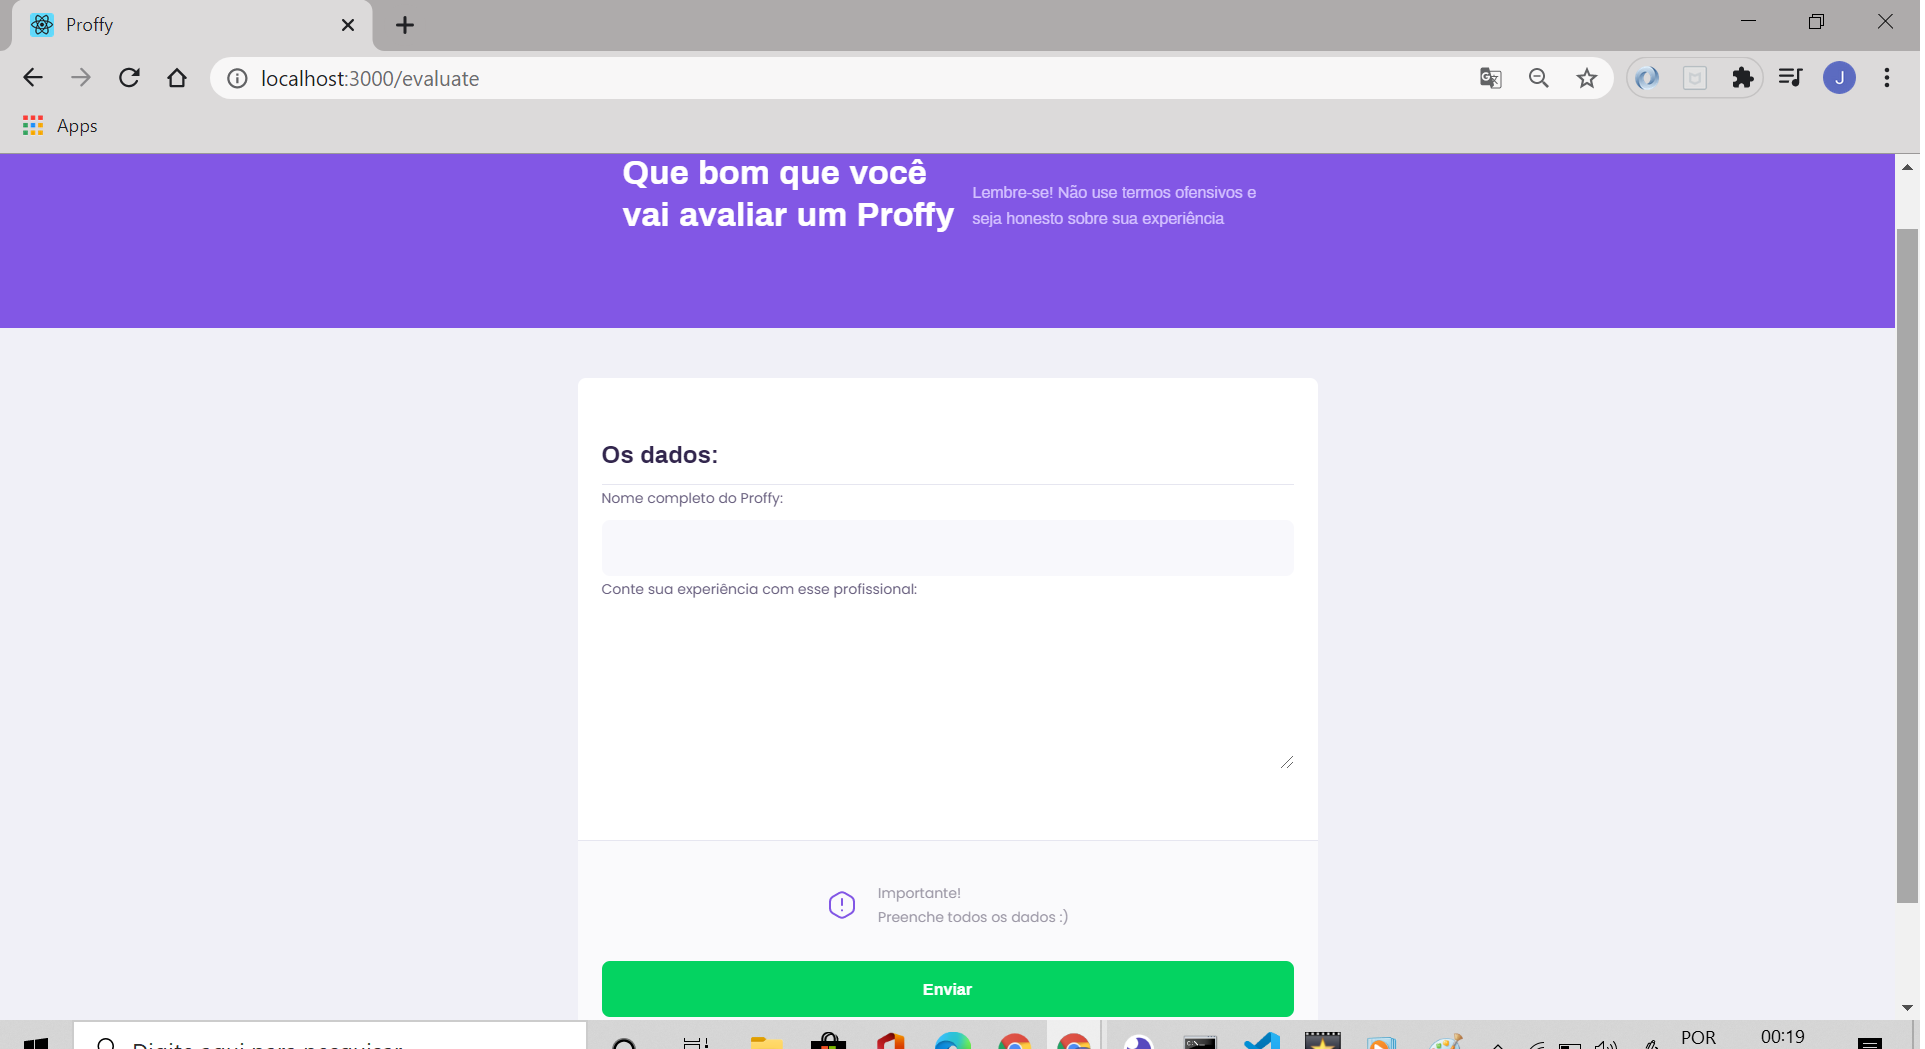 Proffy
localhost:3000/evaluate
J
Apps
Que bom que você
vai avaliar um Proffy
Lembre-se! Não use termos ofensivos e
seja honesto sobre sua experiência
Os dados:
Nome completo do Proffy:
Conte sua experiência com esse profissional:
Importante!
Preenche todos os dados :)
Enviar
Digite aqui para pesquisar
POR
00:19